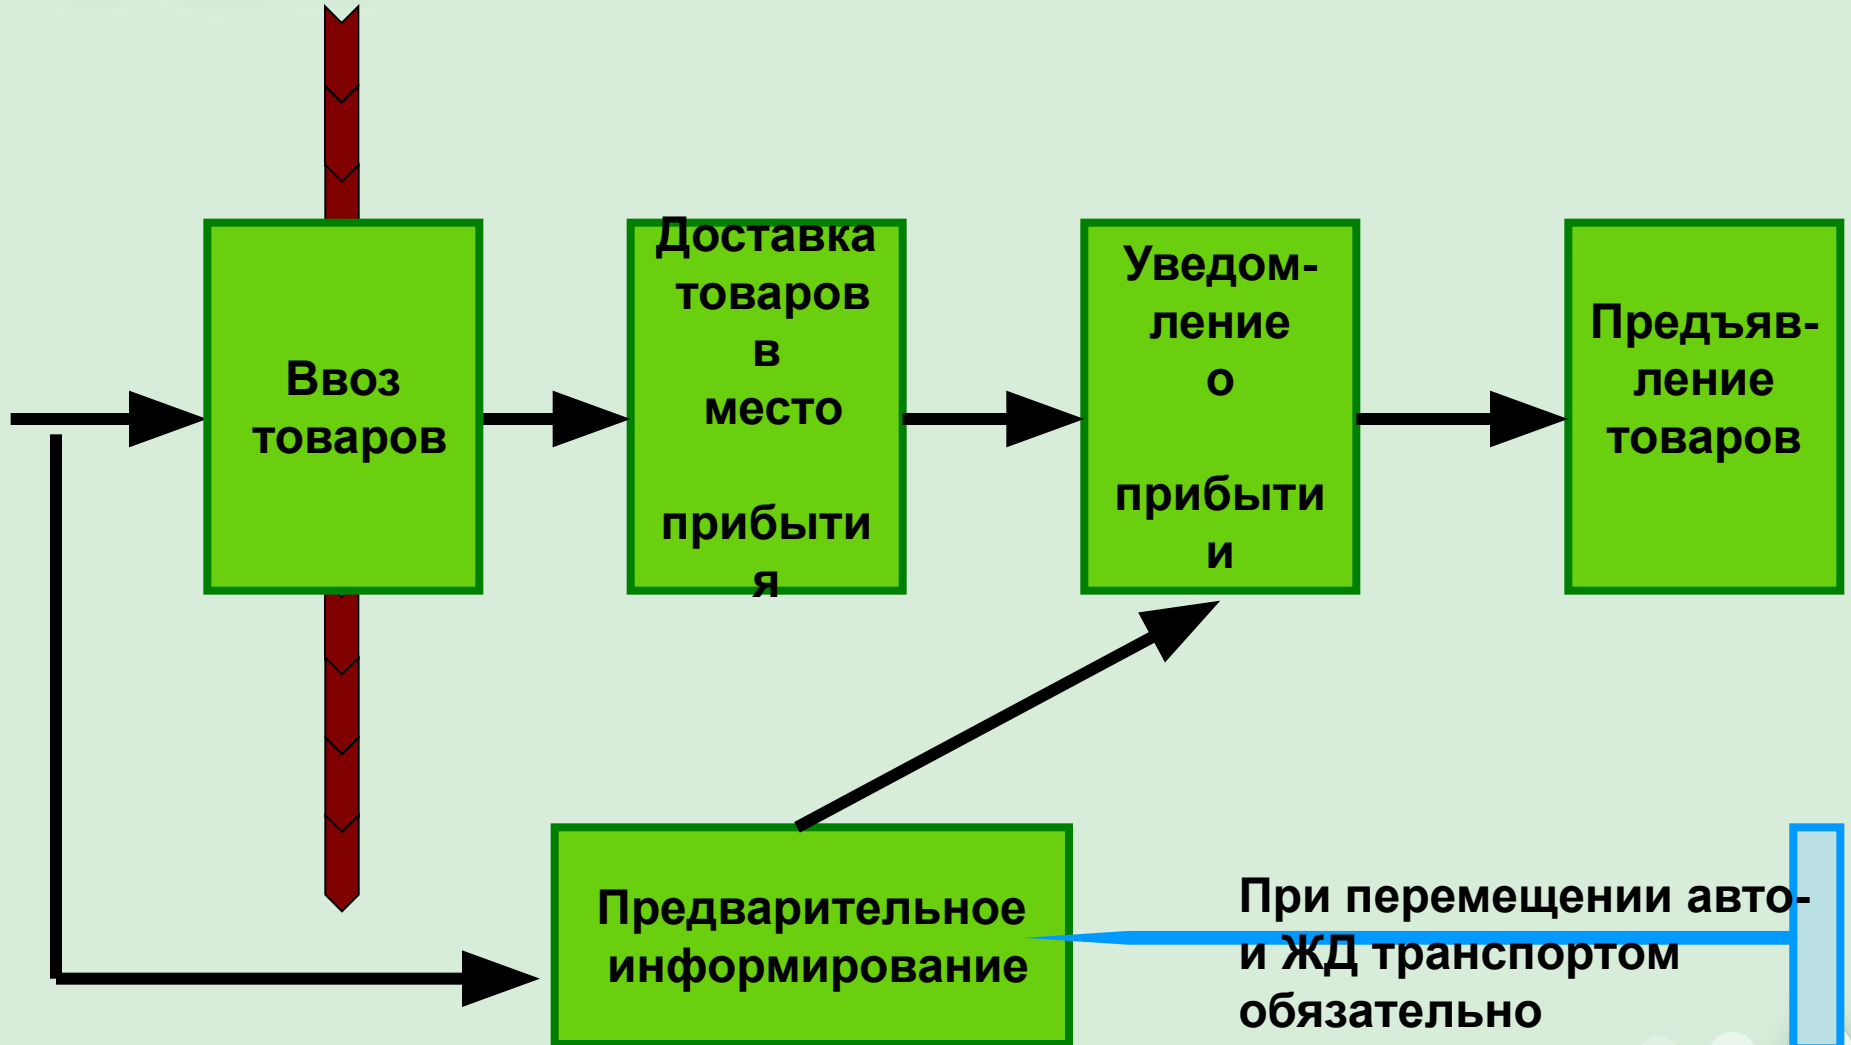 Ввоз
товаров
Доставка
товаров
в
место
прибыти
я
Уведом-
ление
о
прибыти
и
Предъяв-
ление
товаров
Предварительное
информирование
При перемещении авто-
и ЖД транспортом
обязательно